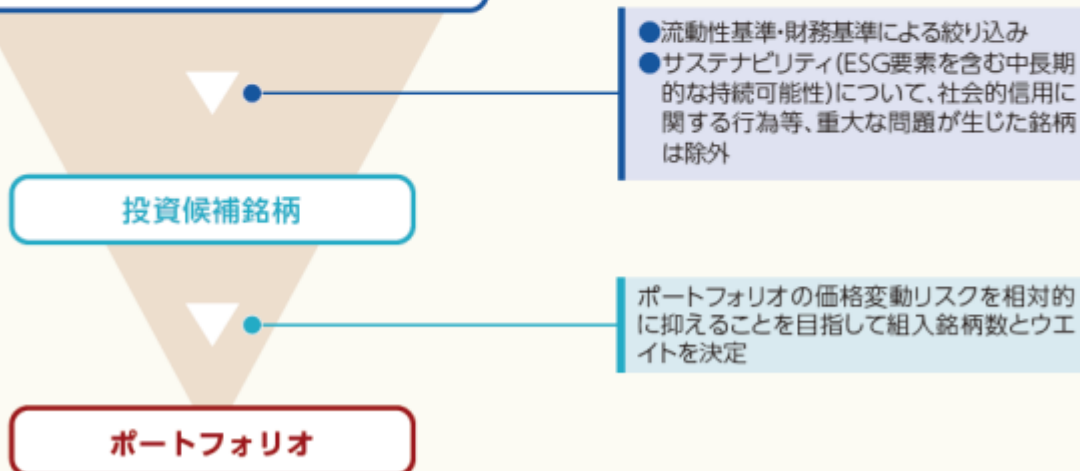 ●流動性基準・財務基準による絞り込み
●サステナビリティ(ESG要素を含む中長期
的な持続可能性)について、社会的信用に
関する行為等、重大な問題が生じた銘柄
は除外
投資候補銘柄
ポートフォリオの価格変動リスクを相対的
に抑えることを目指して組入銘柄数とウエ
イトを決定
ポートフォリオ